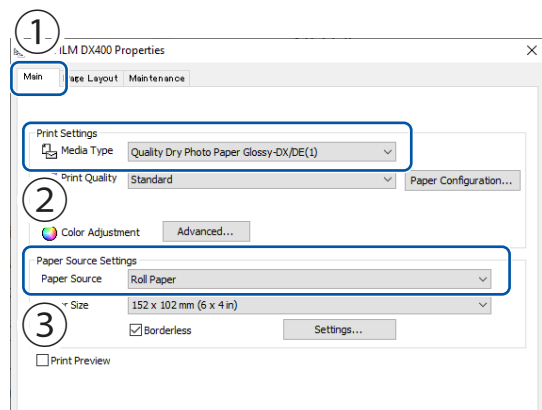 1
ILM DX400 Properties
Main Page Layout Maintenance
Print Settings
Media Type Quality Dry Photo Paper Glossy-DX/DE(1)
Print Quality Standard Paper Configuration...
2
Color Adjustment Advanced...
Paper Source Settings
Paper Source Roll Paper
Size 152 x 102 mm (6 x 4 in)
3
Borderless Settings...
Print Preview